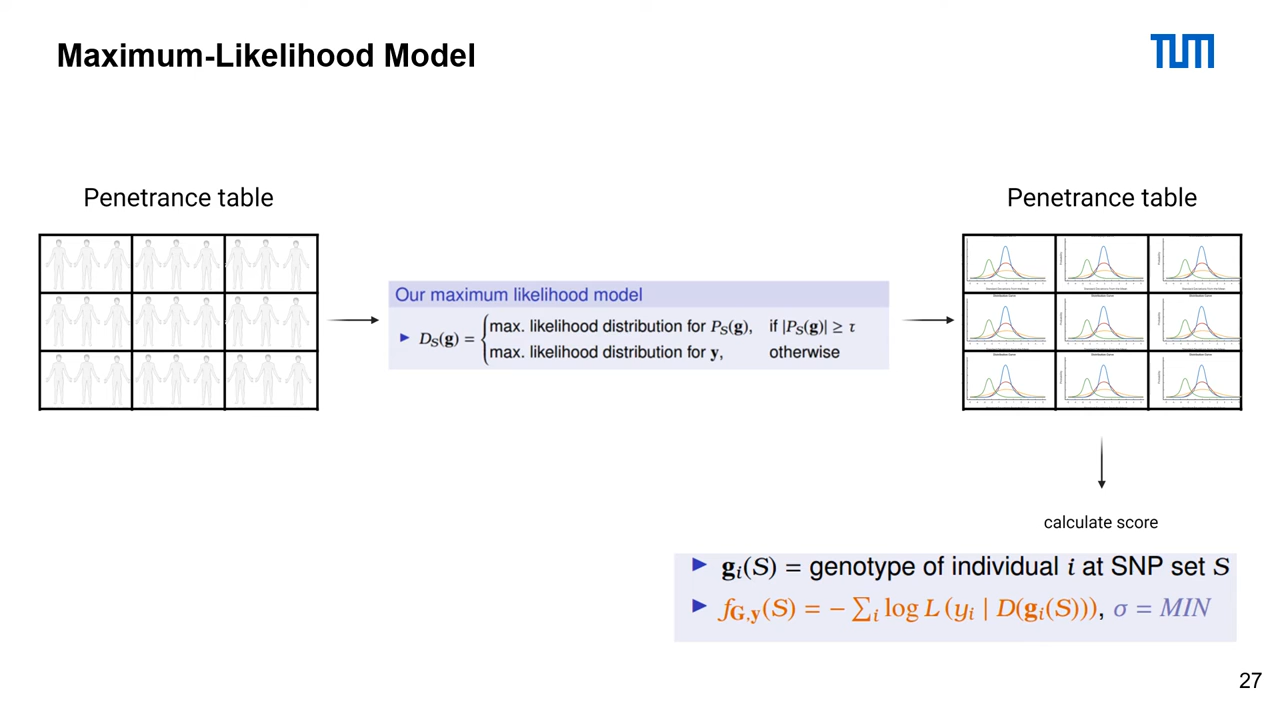 Maximum-Likelihood Model
TUM
Penetrance table
Penetrance table
Our maximum likelihood model
▶ D_S(g) = { max. likelihood distribution for P_S(g), if |P_S(g)| ≥ τ
max. likelihood distribution for y, otherwise
calculate score
▶ g_i(S) = genotype of individual i at SNP set S
▶ f_{G,y}(S) = − ∑_i log L (y_i | D(g_i(S))), σ = MIN
27